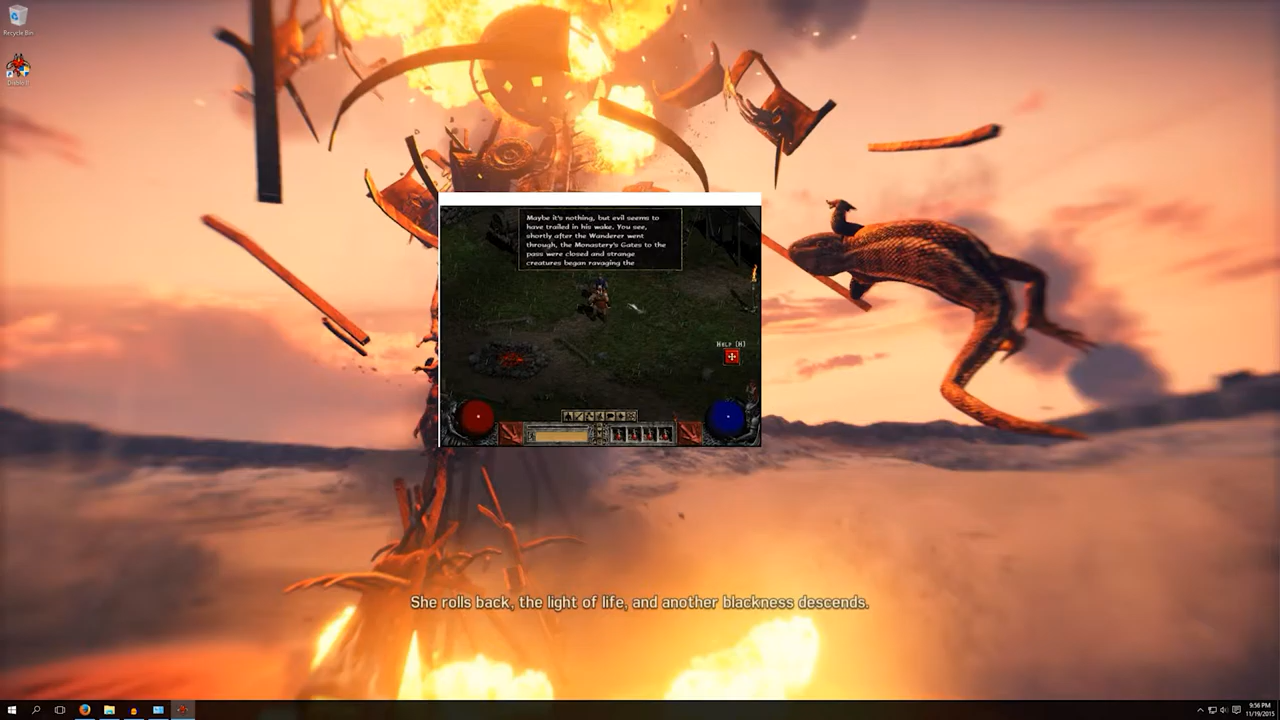 Recycle Bin
Diablo II
Maybe it's nothing, but evil seems to
have trailed in his wake. You see,
shortly after the Wanderer went
through, the Monastery's Gates to the
pass were closed and strange
creatures began ravaging the
Help [H]
She rolls back, the light of life, and another blackness descends.
9:56 PM
11/19/2015